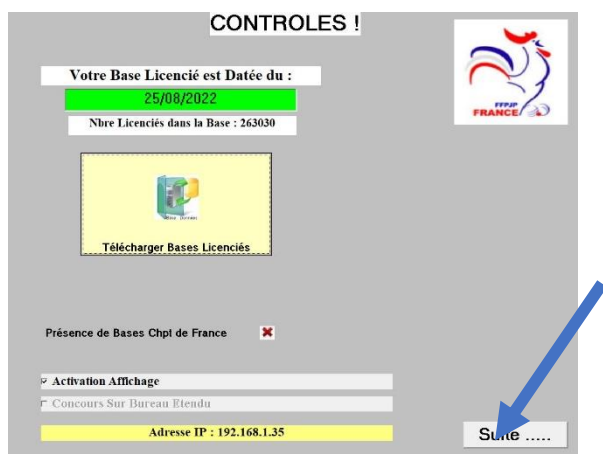 CONTROLES !
Votre Base Licencié est Datée du :
25/08/2022
Nbre Licenciés dans la Base : 263030
FFPJP
FRANCE
Télécharger Bases Licenciés
Présence de Bases Chpl de France
Activation Affichage
Concours Sur Bureau Etendu
Adresse IP : 192.168.1.35
Suite .....